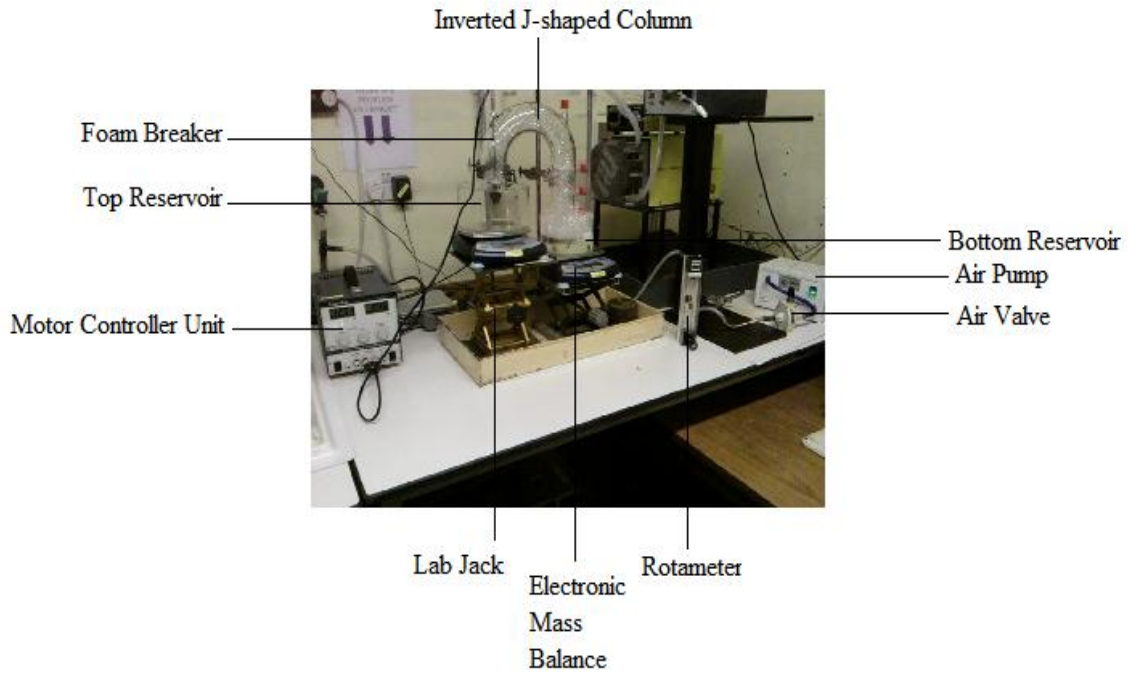 Inverted J-shaped Column
Foam Breaker
Top Reservoir
Bottom Reservoir
Air Pump
Motor Controller Unit
Air Valve
Lab Jack
Rotameter
Electronic
Mass
Balance